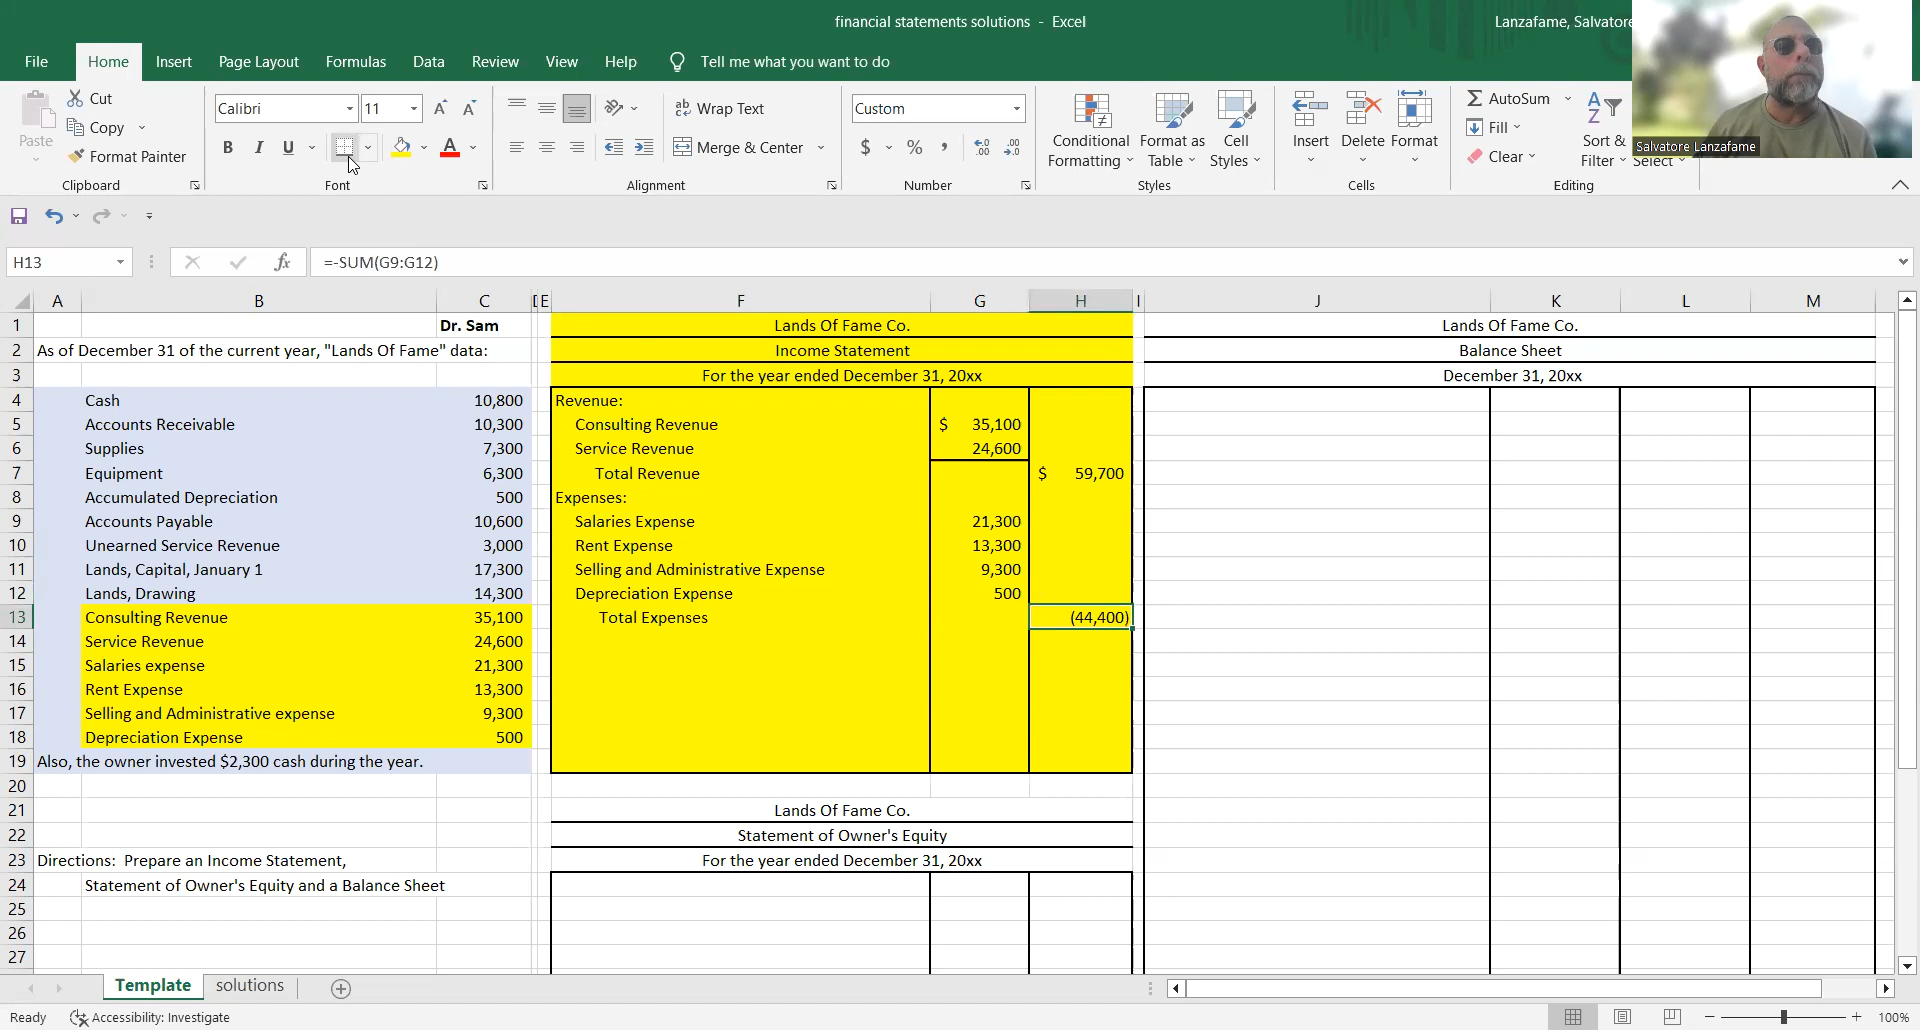 financial statements solutions - Excel
Lanzafame, Salvatore
File Home Insert Page Layout Formulas Data Review View Help Tell me what you want to do
Paste
Cut
Copy
Format Painter
Clipboard
Calibri 11
B I U
Font
Wrap Text
Merge & Center
Alignment
Custom
$ % ,
Number
Conditional Formatting
Format as Table
Cell Styles
Styles
Insert
Delete
Format
Cells
AutoSum
Fill
Clear
Sort & Filter
Select
Editing
Salvatore Lanzafame
H13 fx =-SUM(G9:G12)
A B C D E F G H I J K L M
1 Dr. Sam Lands Of Fame Co. Lands Of Fame Co.
2 As of December 31 of the current year, "Lands Of Fame" data: Income Statement Balance Sheet
3 For the year ended December 31, 20xx December 31, 20xx
4 Cash 10,800 Revenue:
5 Accounts Receivable 10,300 Consulting Revenue $ 35,100
6 Supplies 7,300 Service Revenue 24,600
7 Equipment 6,300 Total Revenue $ 59,700
8 Accumulated Depreciation 500 Expenses:
9 Accounts Payable 10,600 Salaries Expense 21,300
10 Unearned Service Revenue 3,000 Rent Expense 13,300
11 Lands, Capital, January 1 17,300 Selling and Administrative Expense 9,300
12 Lands, Drawing 14,300 Depreciation Expense 500
13 Consulting Revenue 35,100 Total Expenses (44,400)
14 Service Revenue 24,600
15 Salaries expense 21,300
16 Rent Expense 13,300
17 Selling and Administrative expense 9,300
18 Depreciation Expense 500
19 Also, the owner invested $2,300 cash during the year.
20
21 Lands Of Fame Co.
22 Statement of Owner's Equity
23 Directions: Prepare an Income Statement, For the year ended December 31, 20xx
24 Statement of Owner's Equity and a Balance Sheet
25
26
27
Template solutions
Ready Accessibility: Investigate 100%